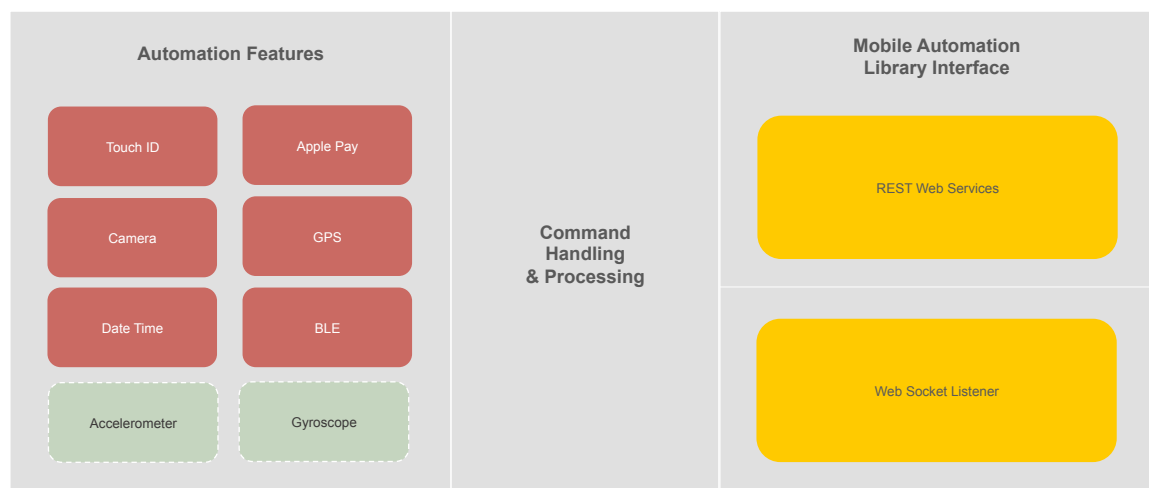 Automation Features
Touch ID
Apple Pay
Camera
GPS
Date Time
BLE
Accelerometer
Gyroscope
Command
Handling
& Processing
Mobile Automation
Library Interface
REST Web Services
Web Socket Listener